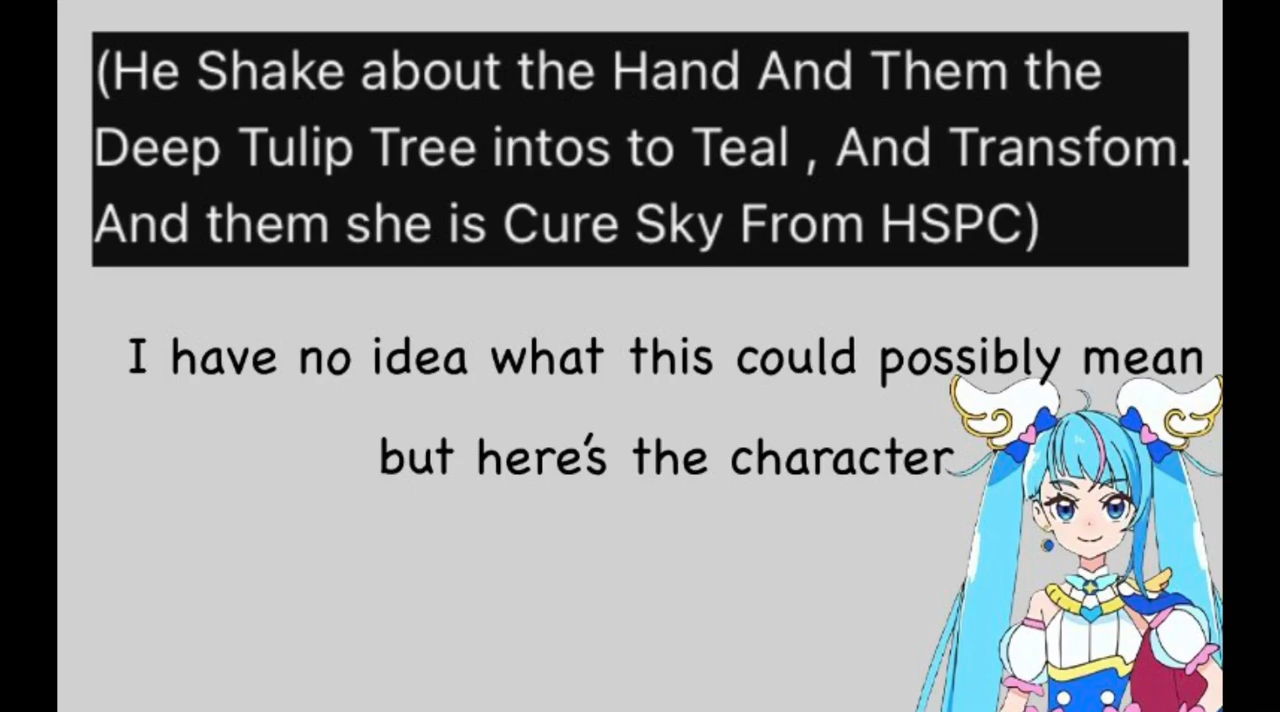 (He Shake about the Hand And Them the
Deep Tulip Tree intos to Teal , And Transfom.
And them she is Cure Sky From HSPC)
I have no idea what this could possibly mean
but here's the character